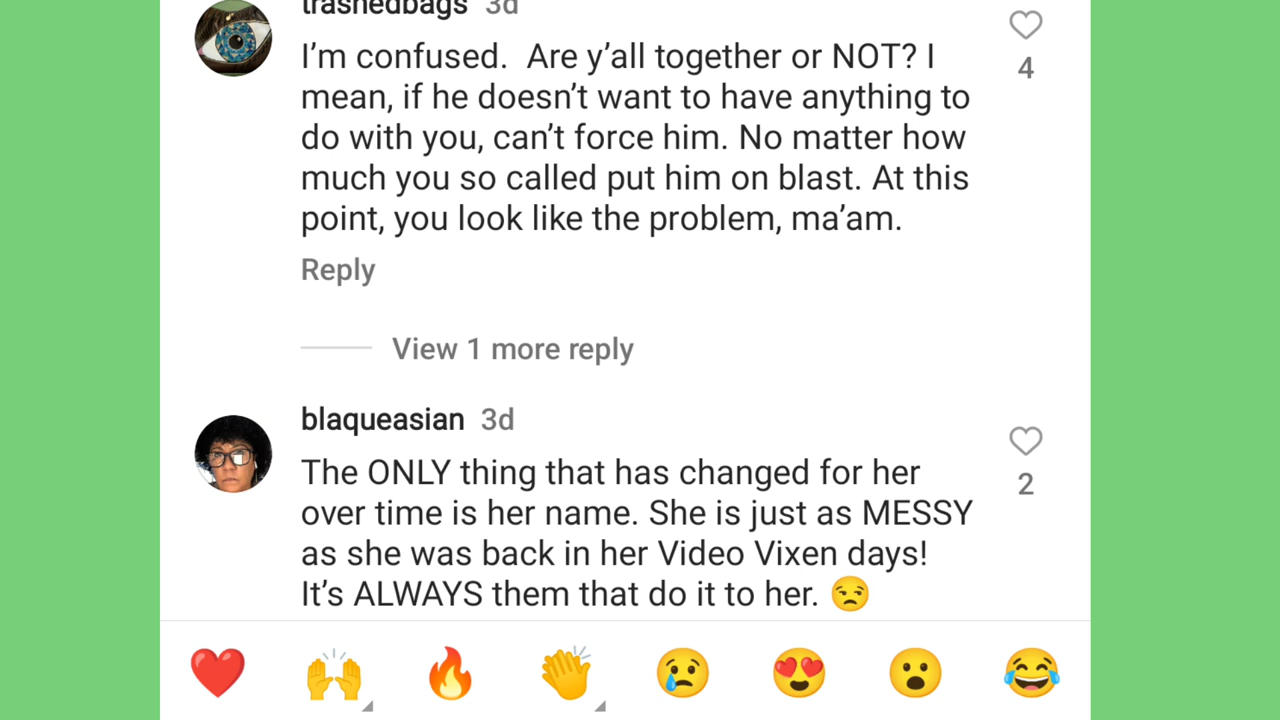 trashedbags 3d
I'm confused.  Are y'all together or NOT? I
mean, if he doesn't want to have anything to
do with you, can't force him. No matter how
much you so called put him on blast. At this
point, you look like the problem, ma'am.
4
Reply
View 1 more reply
blaqueasian 3d
The ONLY thing that has changed for her
over time is her name. She is just as MESSY
as she was back in her Video Vixen days!
It's ALWAYS them that do it to her. 😒
2